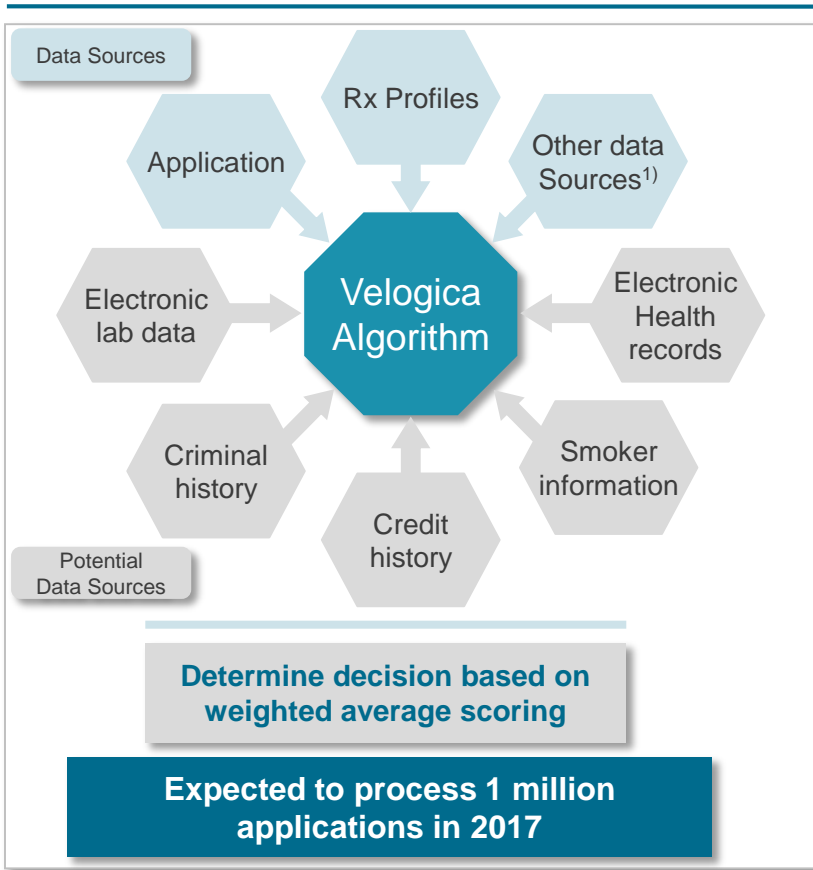 Data Sources
Rx Profiles
Application
Other data
Sources1)
Velogica
Algorithm
Electronic
lab data
Electronic
Health
records
Criminal
history
Smoker
information
Credit
history
Potential
Data Sources
Determine decision based on
weighted average scoring
Expected to process 1 million
applications in 2017